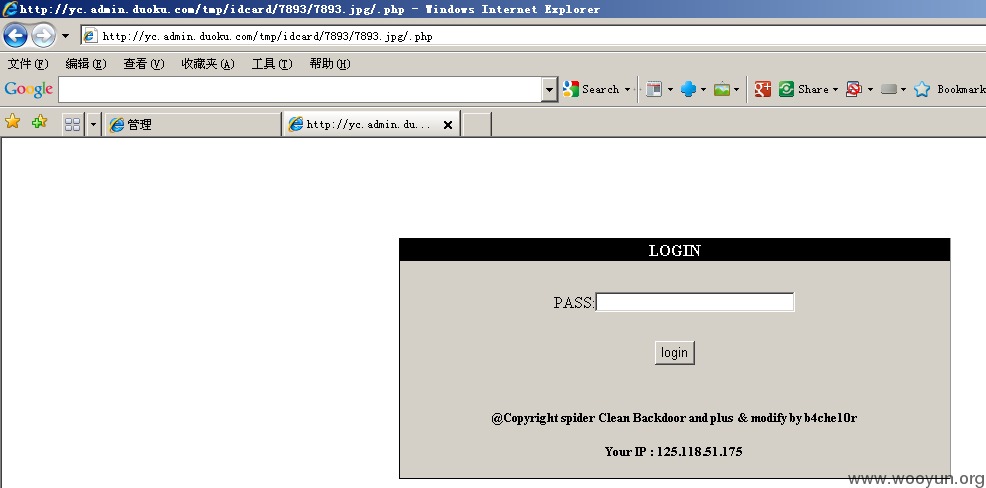 http://yc.admin.duoku.com/tmp/idcard/7893/7893.jpg/.php - Windows Internet Explorer
http://yc.admin.duoku.com/tmp/idcard/7893/7893.jpg/.php
文件(F) 编辑(E) 查看(V) 收藏夹(A) 工具(T) 帮助(H)
Google Search Share Bookmark
管理 http://yc.admin.du...
LOGIN
PASS:
login
@Copyright spider Clean Backdoor and plus & modify by b4che10r
Your IP : 125.118.51.175
www.wooyun.org